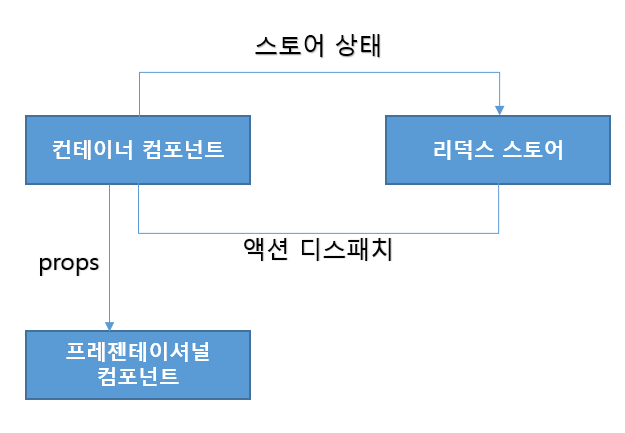 스토어 상태
컨테이너 컴포넌트
리덕스 스토어
액션 디스패치
props
프레젠테이셔널
컴포넌트